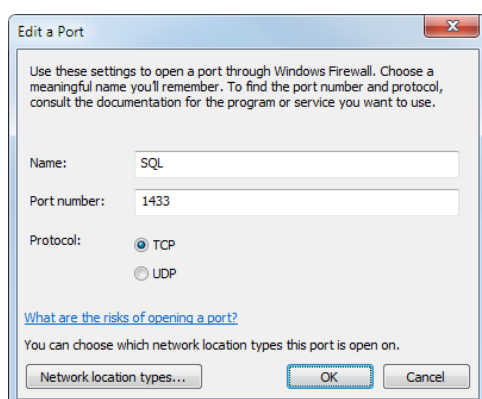 Edit a Port
Use these settings to open a port through Windows Firewall. Choose a
meaningful name you'll remember. To find the port number and protocol,
consult the documentation for the program or service you want to use.
Name: SQL
Port number: 1433
Protocol: TCP
UDP
What are the risks of opening a port?
You can choose which network location types this port is open on.
Network location types... OK Cancel